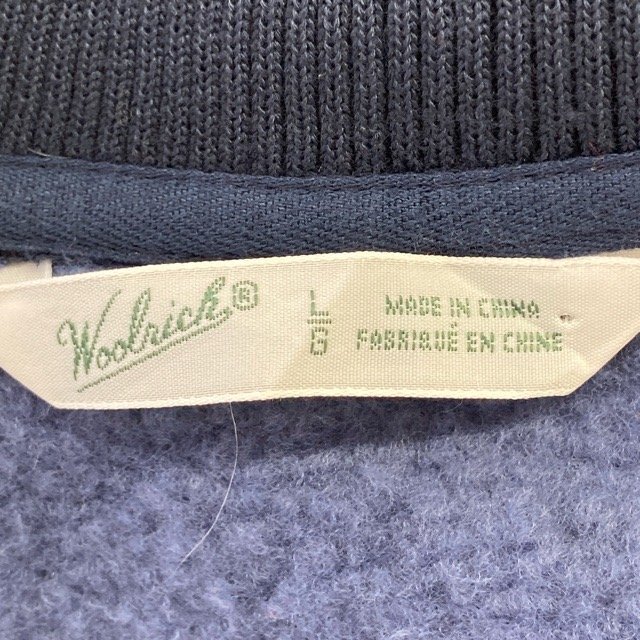 Woolrich®
L
G
MADE IN CHINA
FABRIQUÉ EN CHINE